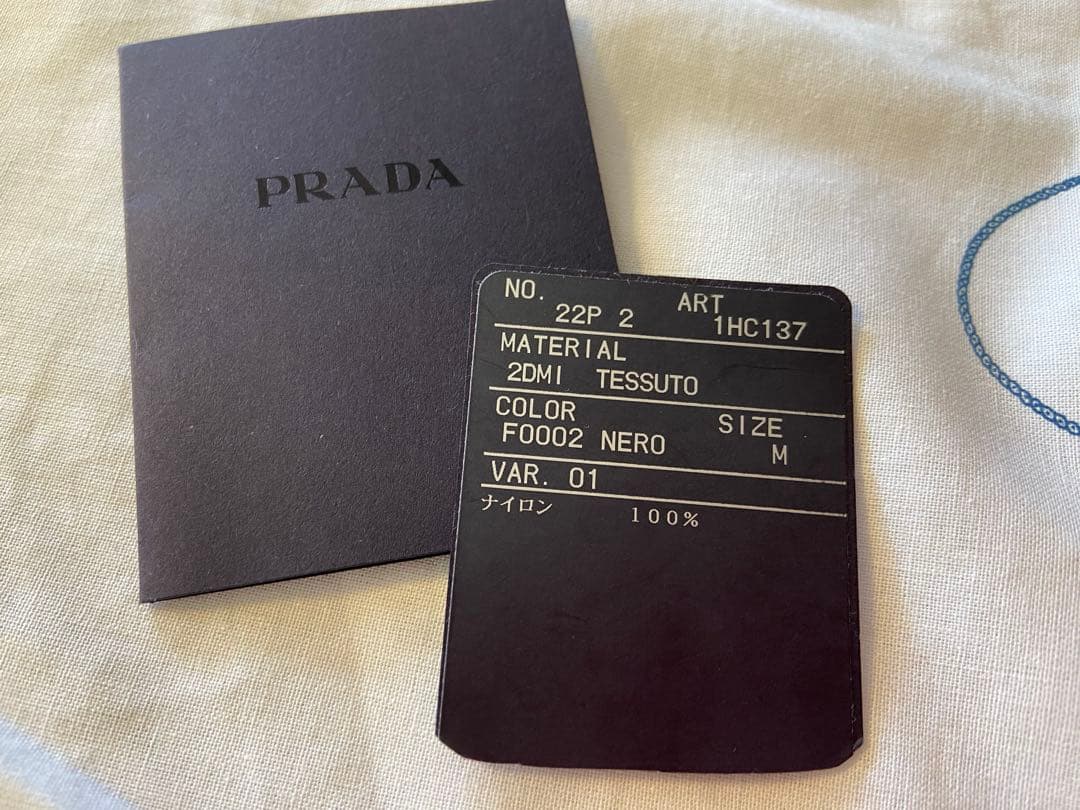 PRADA
NO. ART
22P 2 1HC137
MATERIAL
2DMI TESSUTO
COLOR SIZE
F0002 NERO M
VAR. 01
ナイロン 100%